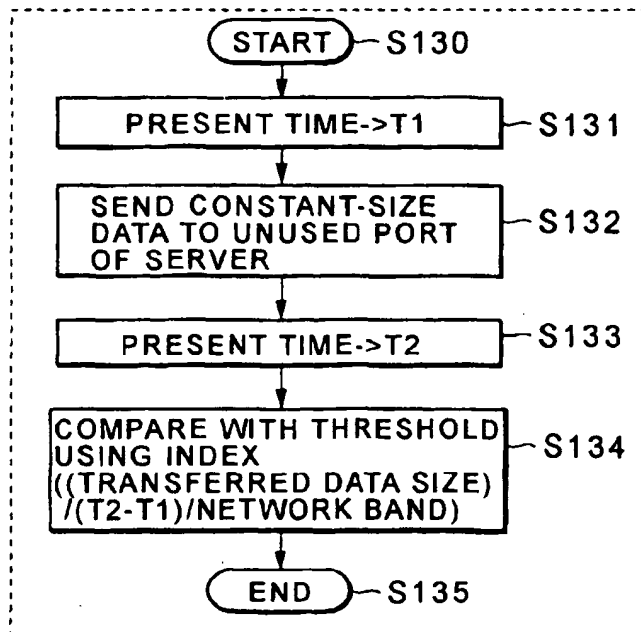 START
S130
PRESENT TIME->T1
S131
SEND CONSTANT-SIZE
DATA TO UNUSED PORT
OF SERVER
S132
PRESENT TIME->T2
S133
COMPARE WITH THRESHOLD
USING INDEX
((TRANSFERRED DATA SIZE)
/(T2-T1)/NETWORK BAND)
S134
END
S135